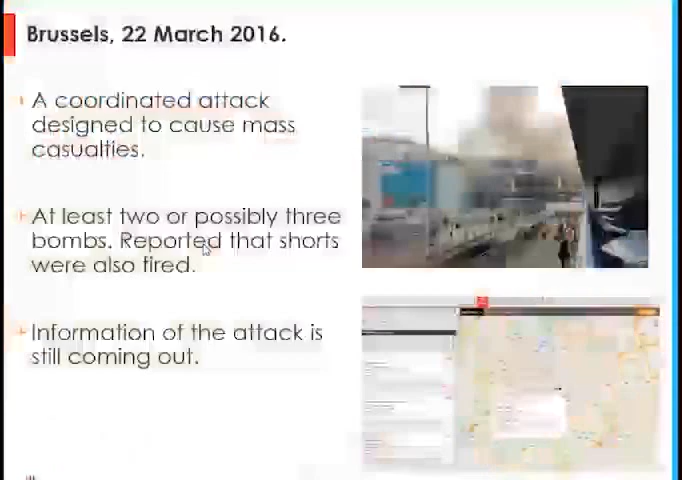 Brussels, 22 March 2016.
A coordinated attack
designed to cause mass
casualties.
At least two or possibly three
bombs. Reported that shorts
were also fired.
Information of the attack is
still coming out.